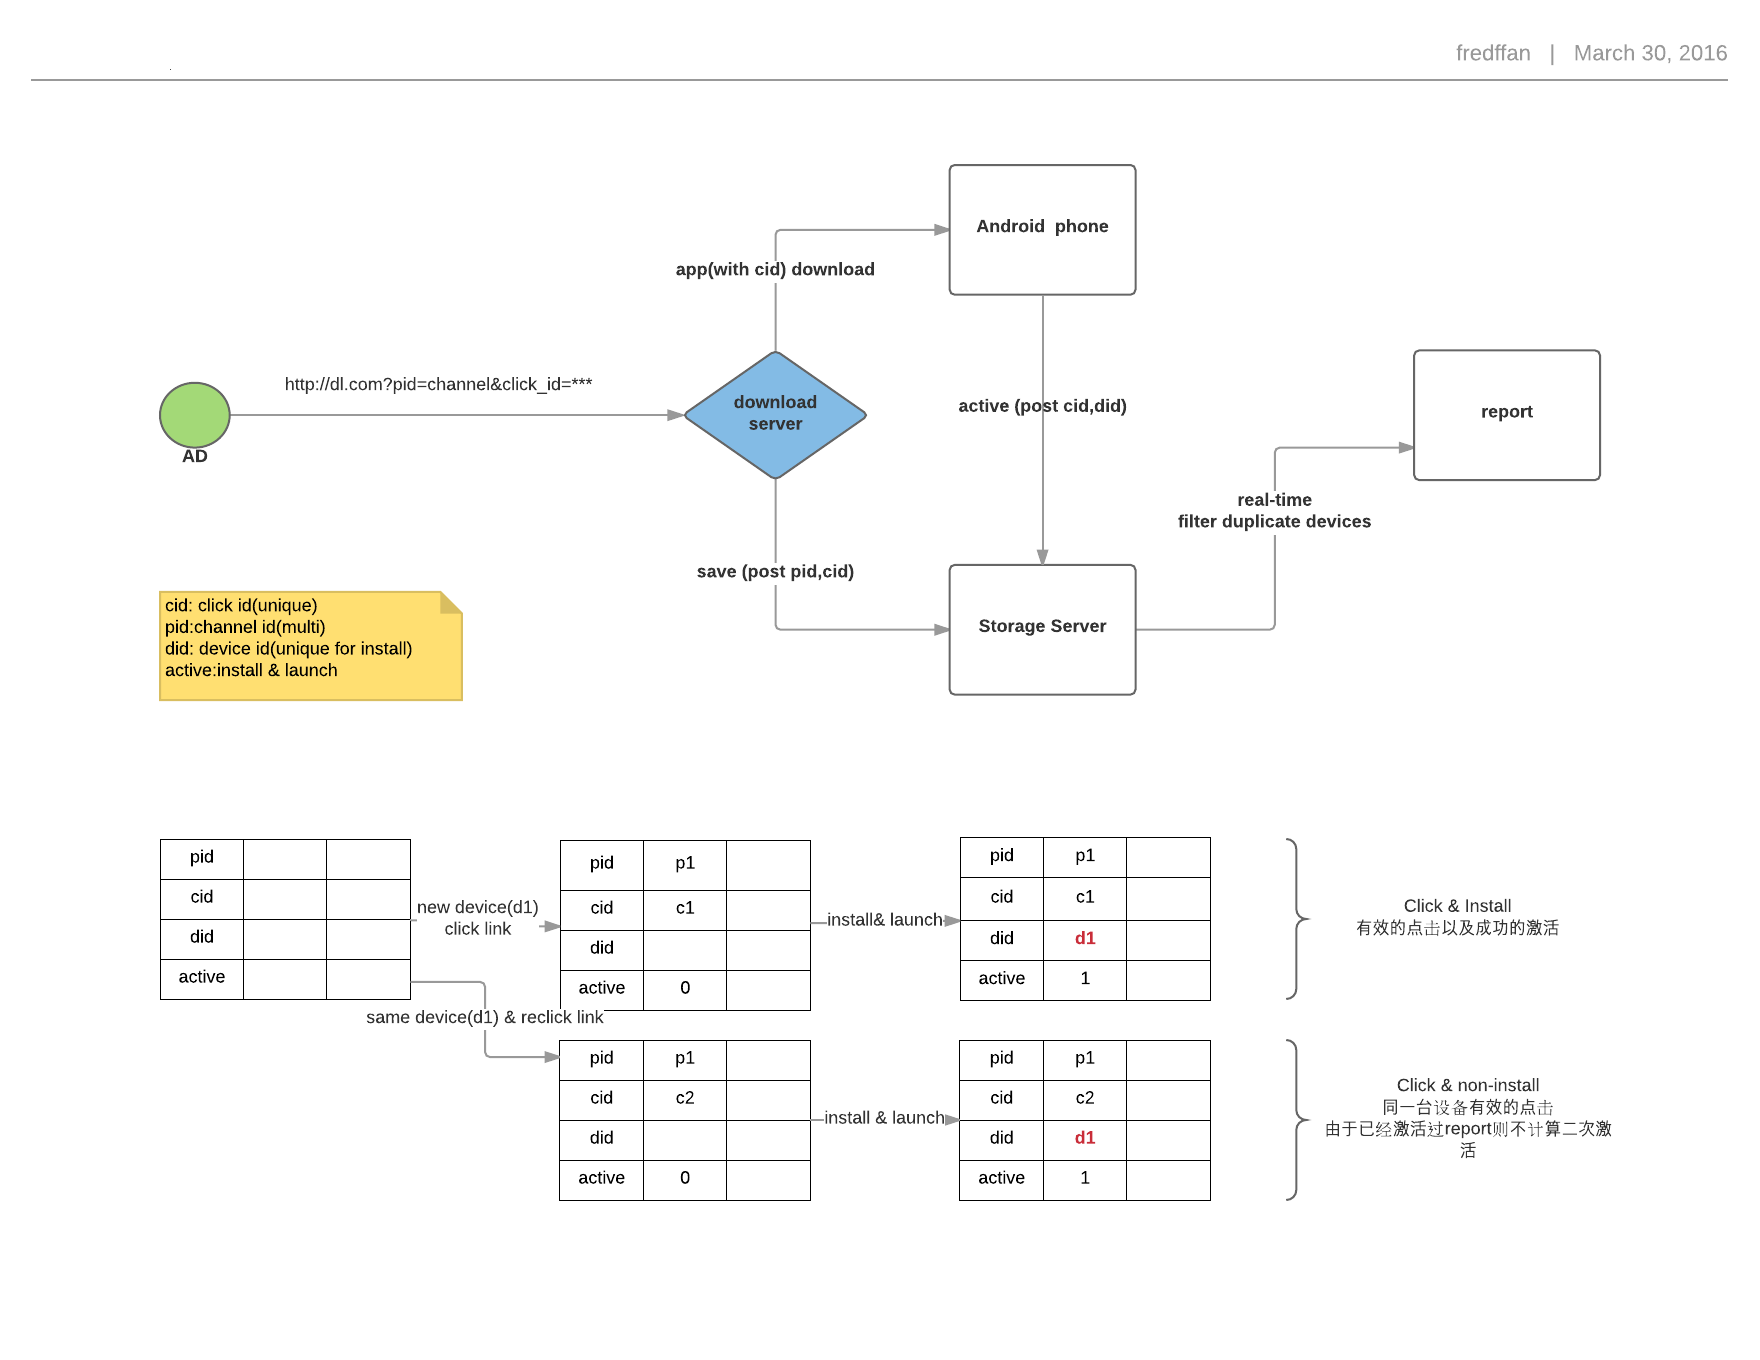 fredffan | March 30, 2016
Android phone
app(with cid) download
http://dl.com?pid=channel&click_id=***
download
server
AD
active (post cid,did)
report
real-time
filter duplicate devices
save (post pid,cid)
Storage Server
cid: click id(unique)
pid:channel id(multi)
did: device id(unique for install)
active:install & launch
pid
cid
did
active
new device(d1)
click link
pid p1
cid c1
did
active 0
install& launch
pid p1
cid c1
did d1
active 1
Click & Install
有效的点击以及成功的激活
same device(d1) & reclick link
pid p1
cid c2
did
active 0
install & launch
pid p1
cid c2
did d1
active 1
Click & non-install
同一台设备有效的点击
由于已经激活过report则不计算二次激
活